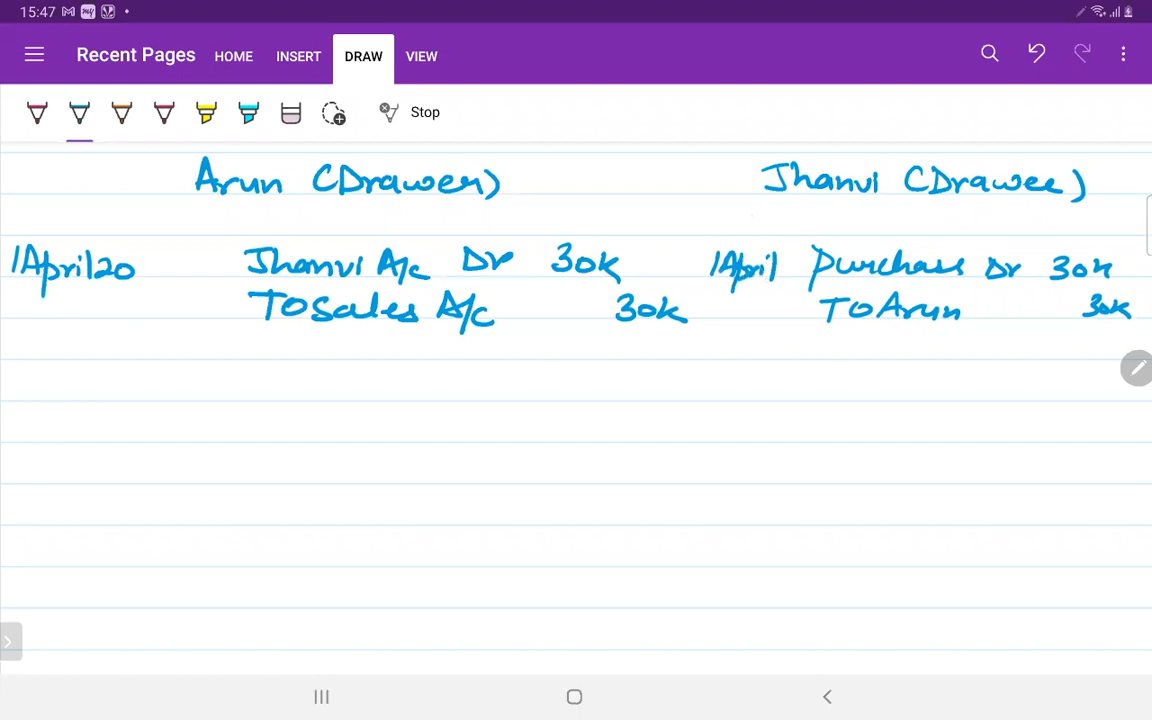 15:47
Recent Pages HOME INSERT DRAW VIEW
Stop
Arun (Drawer) Jhanvi (Drawee)
1April20 Jhanvi A/c Dr 30k 1April purchase Dr 30k
To Sales A/c 30k To Arun 30k